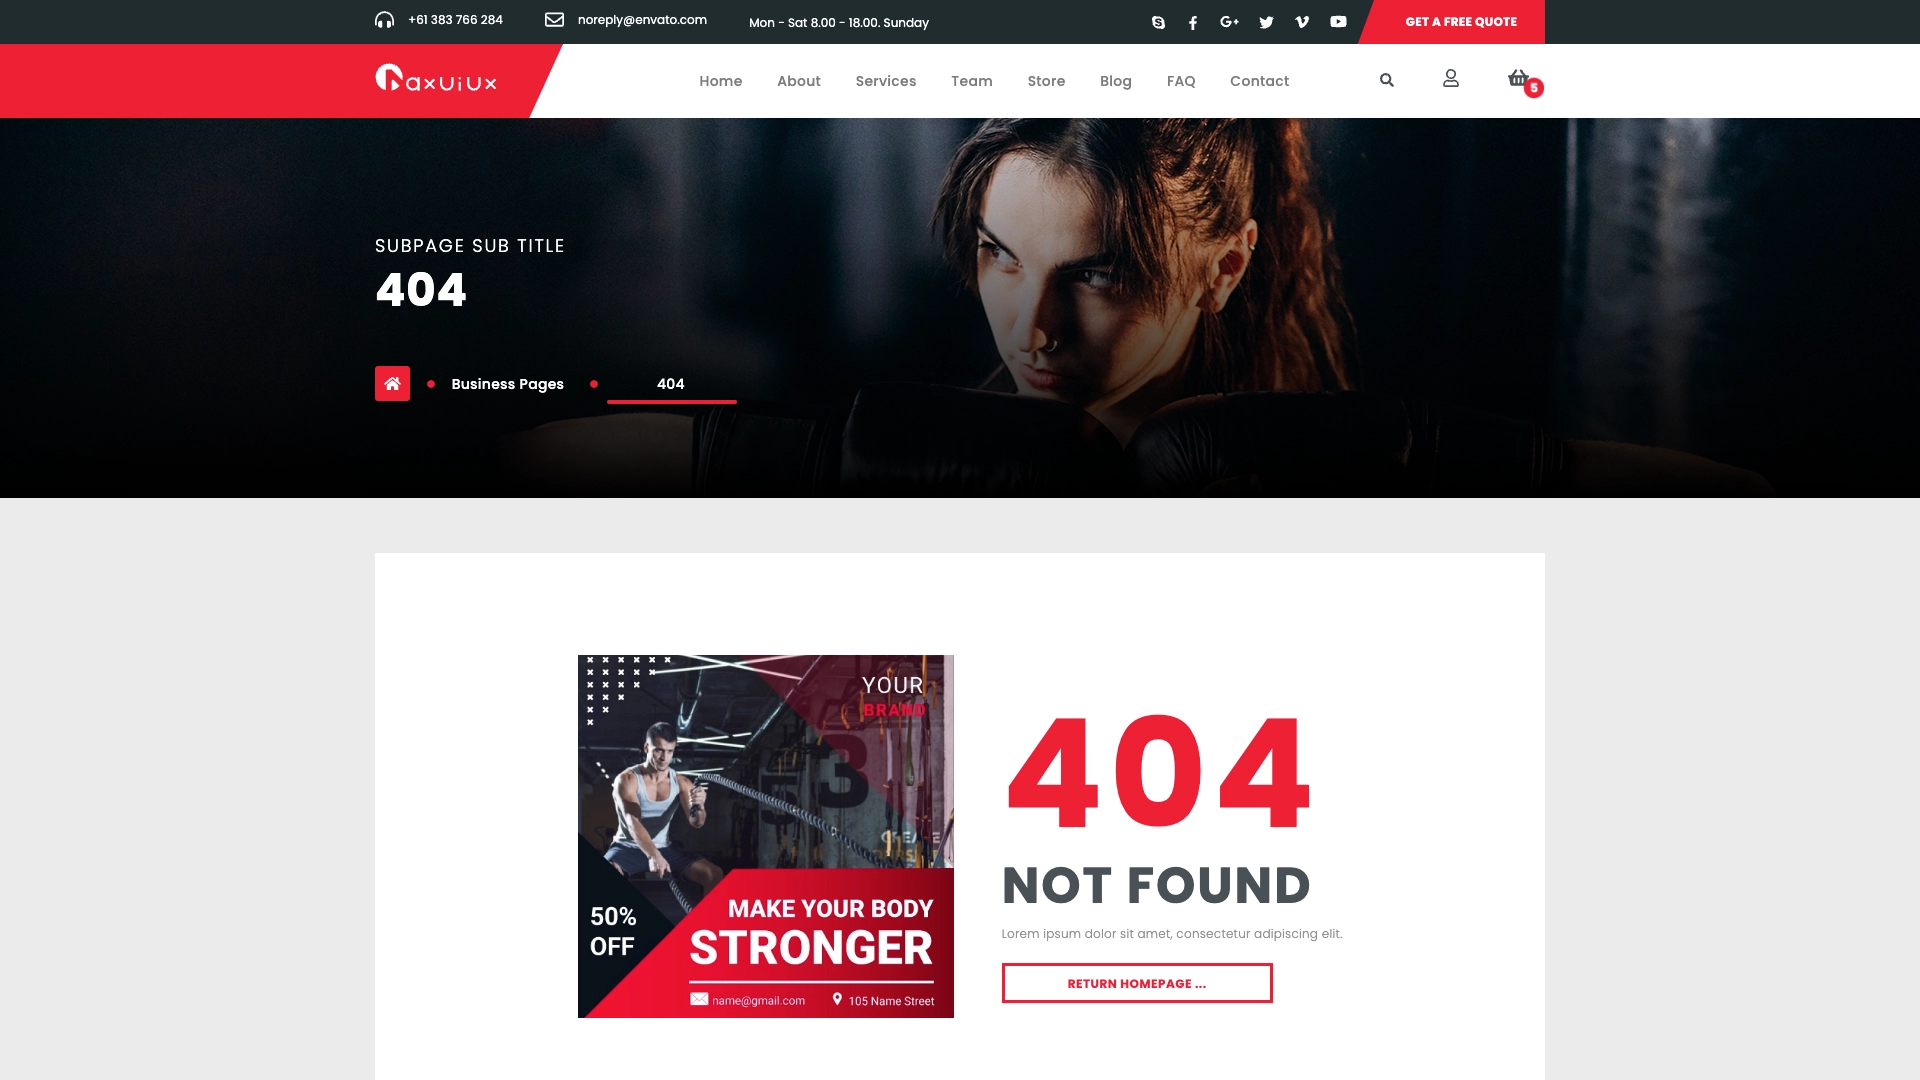 +61 383 766 284
noreply@envato.com
Mon - Sat 8.00 - 18.00. Sunday
GET A FREE QUOTE
axUiUx
Home
About
Services
Team
Store
Blog
FAQ
Contact
5
SUBPAGE SUB TITLE
404
Business Pages
404
YOUR
BRAND
3
50%
OFF
MAKE YOUR BODY
STRONGER
name@gmail.com
105 Name Street
404
NOT FOUND
Lorem ipsum dolor sit amet, consectetur adipiscing elit.
RETURN HOMEPAGE ...